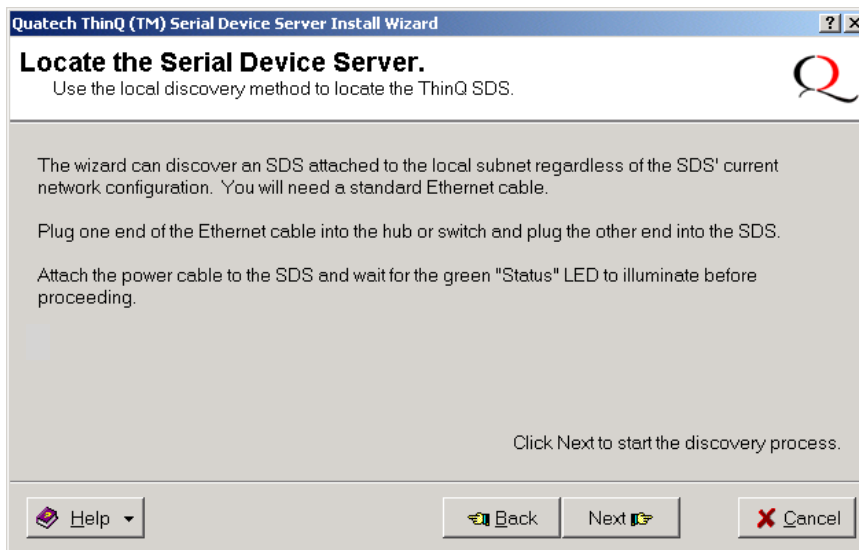 Quatech ThinQ (TM) Serial Device Server Install Wizard
Locate the Serial Device Server.
Use the local discovery method to locate the ThinQ SDS.
The wizard can discover an SDS attached to the local subnet regardless of the SDS' current
network configuration. You will need a standard Ethernet cable.
Plug one end of the Ethernet cable into the hub or switch and plug the other end into the SDS.
Attach the power cable to the SDS and wait for the green "Status" LED to illuminate before
proceeding.
Click Next to start the discovery process.
Help Back Next Cancel